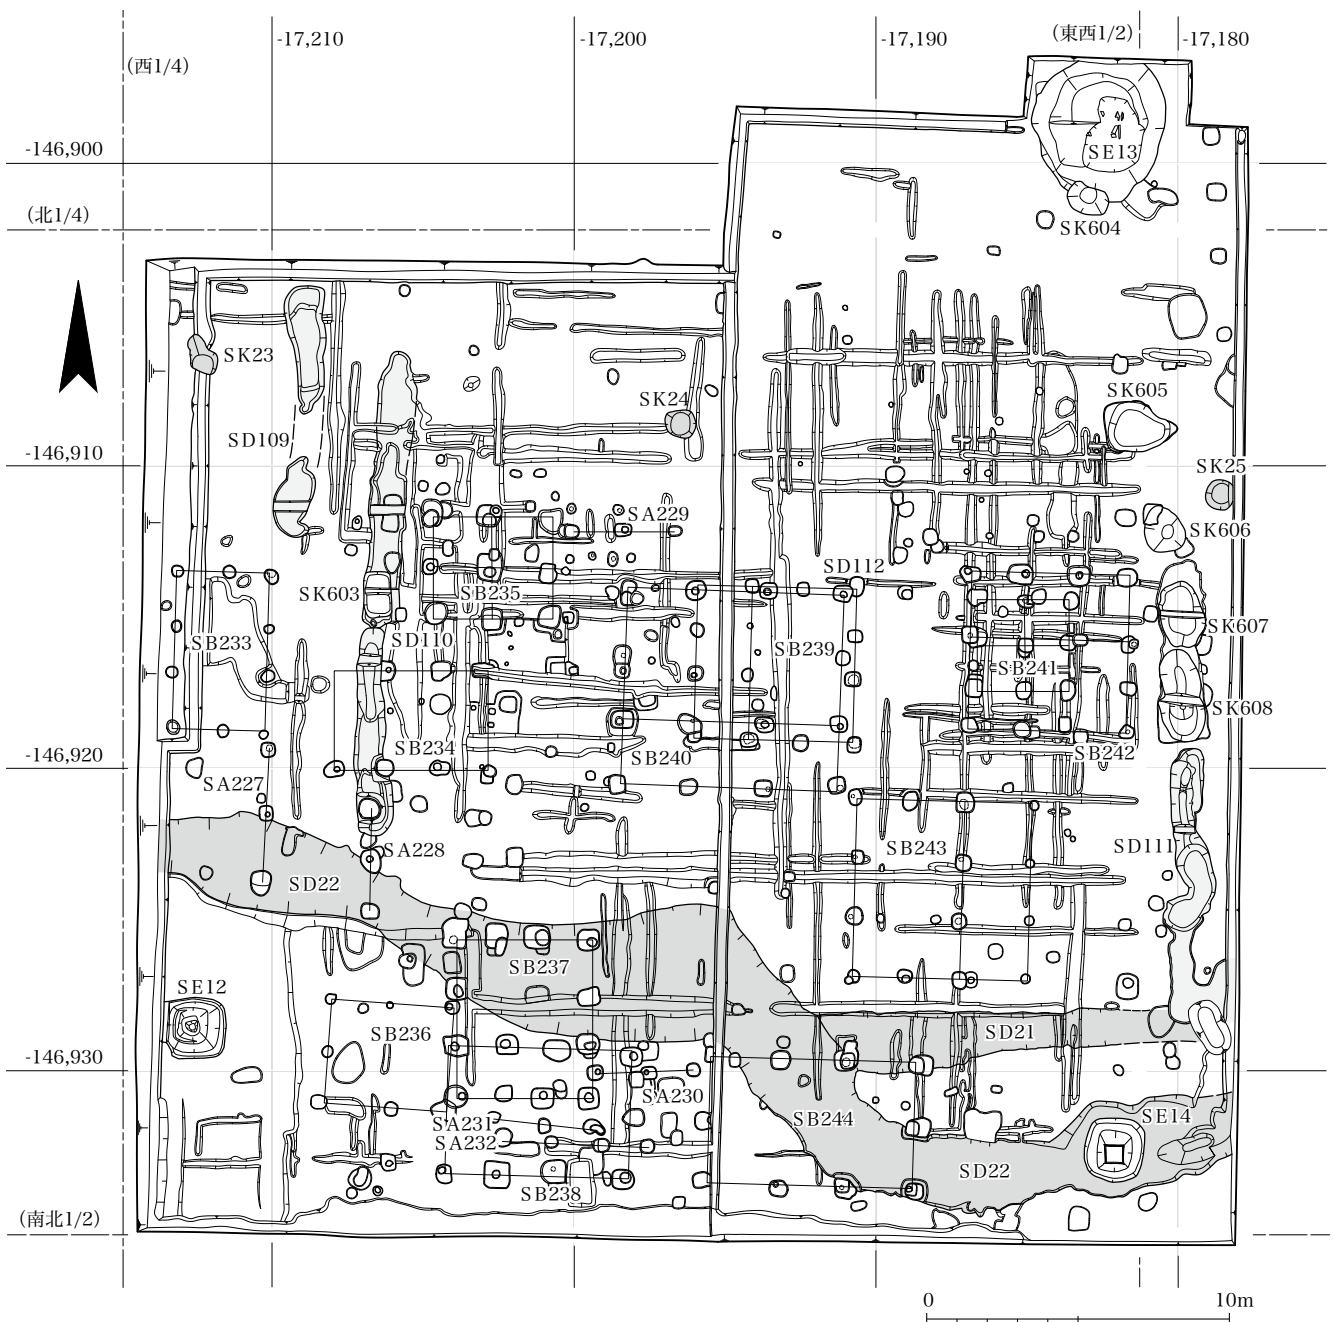 -17,210
-17,200
-17,190
(東西1/2)
-17,180
(西1/4)
-146,900
SE13
(北1/4)
SK604
SK23
SK24
SK605
SD109
-146,910
SK25
SA229
SK606
SD112
SK603
SB235
SK607
SB233
SD110
SB239
SB241
SK608
SB234
SB240
SB242
-146,920
SA227
SA228
SB243
SD111
SD22
SB237
SE12
SB236
SD21
-146,930
SA230
SA231
SB244
SE14
SA232
SD22
SB238
(南北1/2)
0
10m